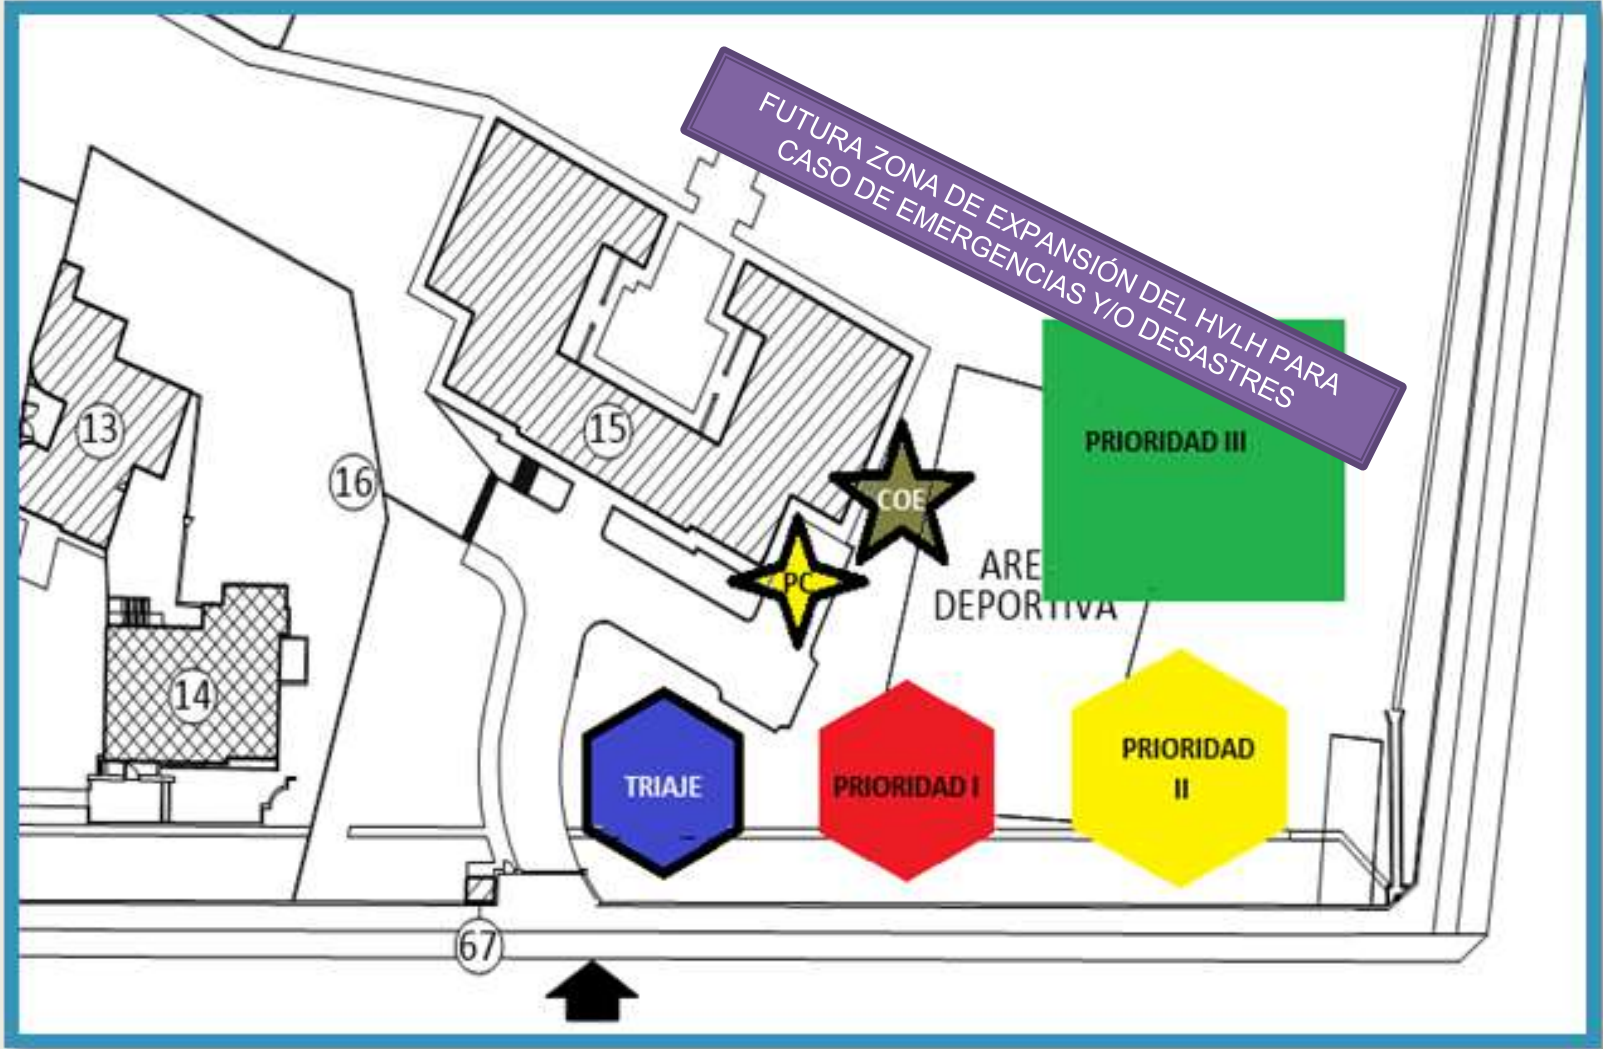 FUTURA ZONA DE EXPANSIÓN DEL HVLH PARA
CASO DE EMERGENCIAS Y/O DESASTRES
PRIORIDAD III
13
15
16
COE
PC
ARE
DEPORTIVA
14
TRIAJE
PRIORIDAD I
PRIORIDAD
II
67